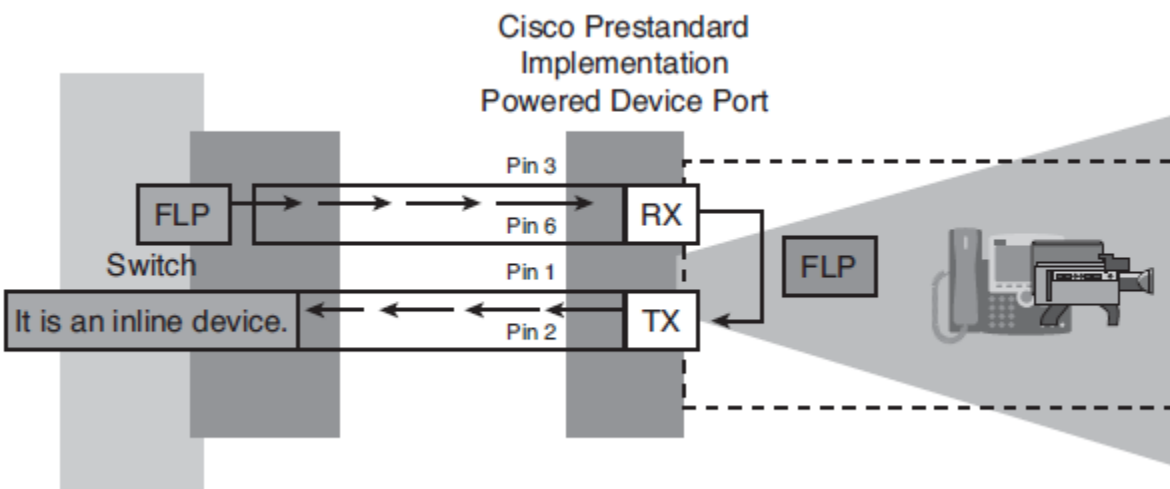 Cisco Prestandard
Implementation
Powered Device Port
Pin 3
FLP
RX
Pin 6
Switch
FLP
Pin 1
It is an inline device.
TX
Pin 2